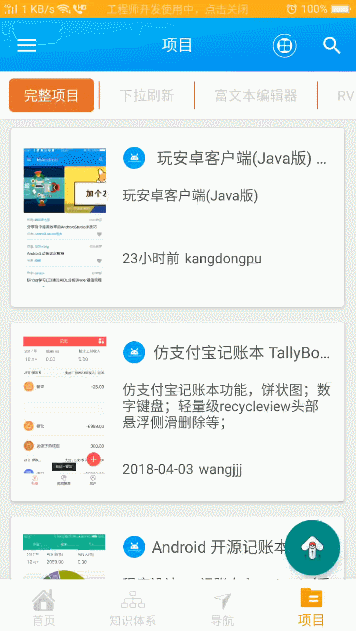 1 KB/s 工程师开发使用中，点击关闭 100%
项目
完整项目 下拉刷新 富文本编辑器 RV
玩安卓客户端(Java版) ...
玩安卓客户端(Java版)
23小时前 kangdongpu
加个
仿支付宝记账本 TallyBo...
仿支付宝记账本功能，饼状图；数
字键盘；轻量级recycleview头部
悬浮侧滑删除等；
2018-04-03 wangjjj
Android 开源记账本
首页 知识体系 导航 项目